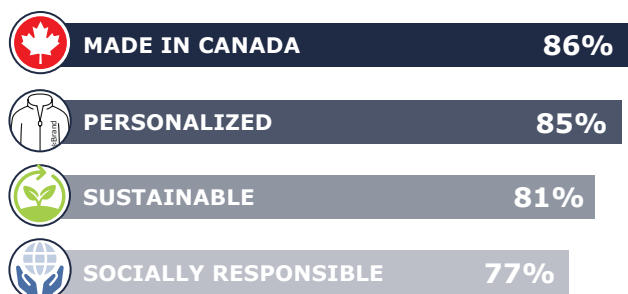 MADE IN CANADA 86%
PERSONALIZED 85%
SUSTAINABLE 81%
SOCIALLY RESPONSIBLE 77%